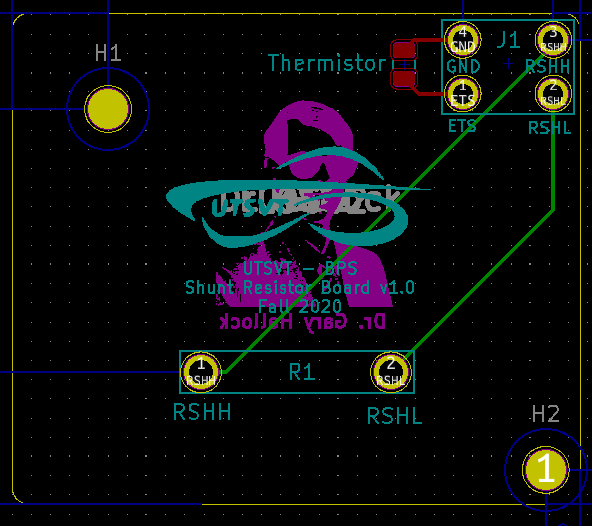 H1
Thermistor
4
GND
GND
J1
3
RSHH
RSHH
1
ETS
ETS
2
RSHL
RSHL
UTSVT
UTSVT - BPS
Shunt Resistor Board v1.0
Fall 2020
Dr. Gary Hallock
1
RSHH
R1
2
RSHL
RSHH
RSHL
H2
1